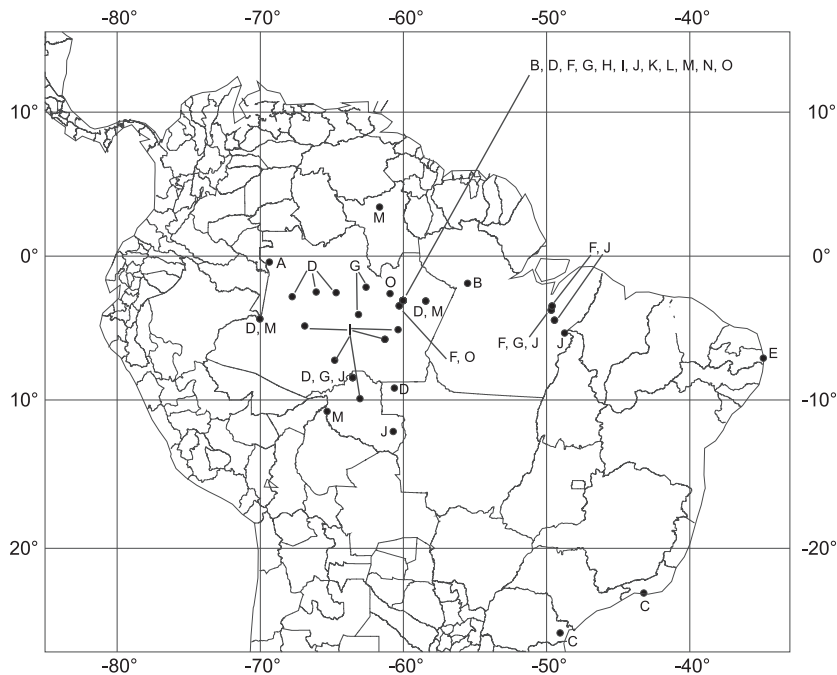 -80° -70° -60° -50° -40°
B, D, F, G, H, I, J, K, L, M, N, O
10° 10°
M
F, J
0° 0°
A D G O B
D, M
D, M I F, G, J J
F, O E
D, G, J D
-10° -10°
M J
-20° -20°
C
C
-80° -70° -60° -50° -40°